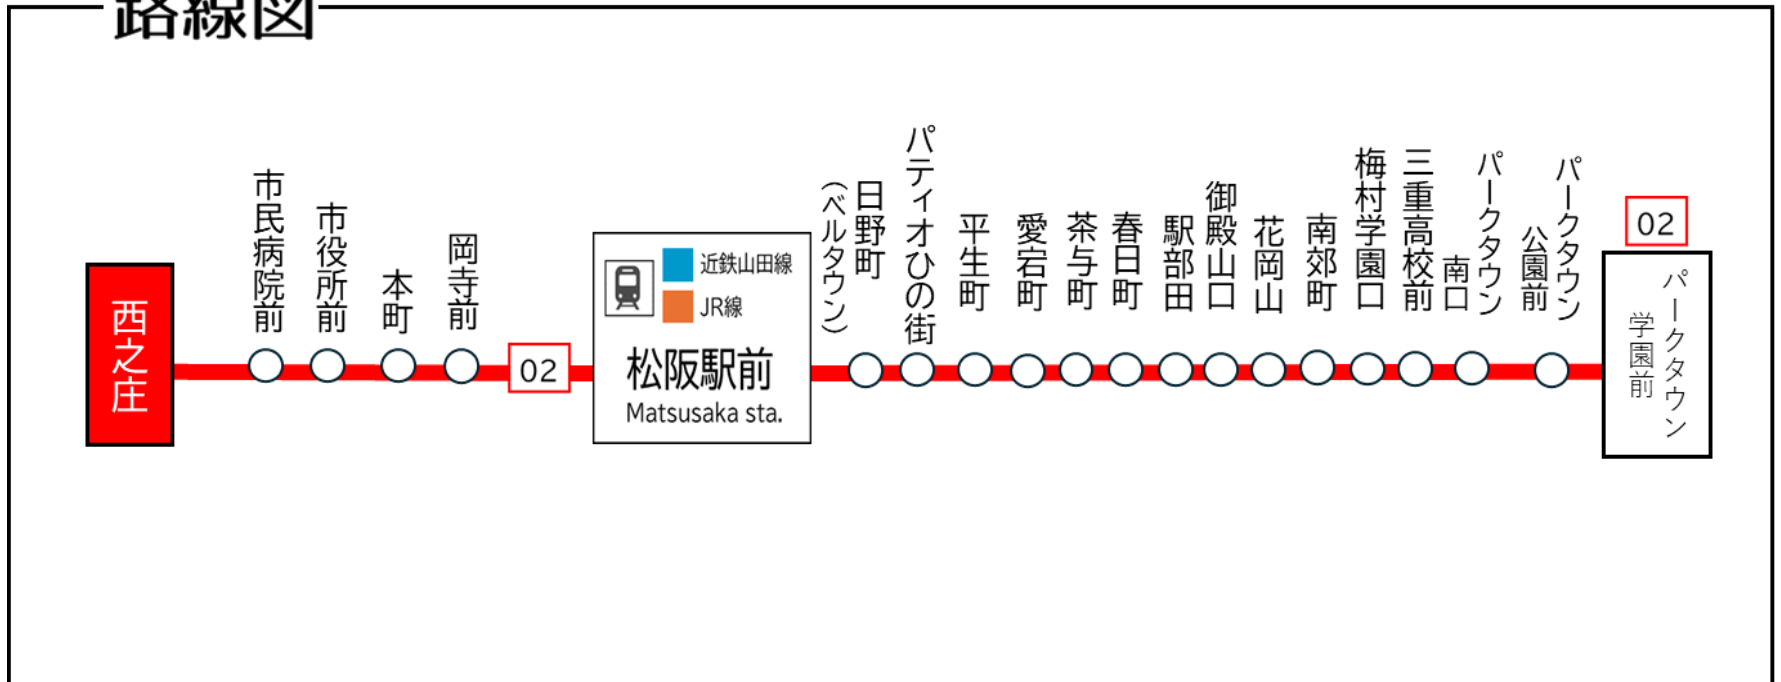 路線図
西之庄
市民病院前
市役所前
本町
岡寺前
02
近鉄山田線
JR線
松阪駅前
Matsusaka sta.
日野町
(ベルタウン)
パティオひの街
平生町
愛宕町
茶与町
春日町
駅部田
御殿山口
花岡山
南郊町
梅村学園口
三重高校前
パークタウン
南口
パークタウン
公園前
02
パークタウン
学園前